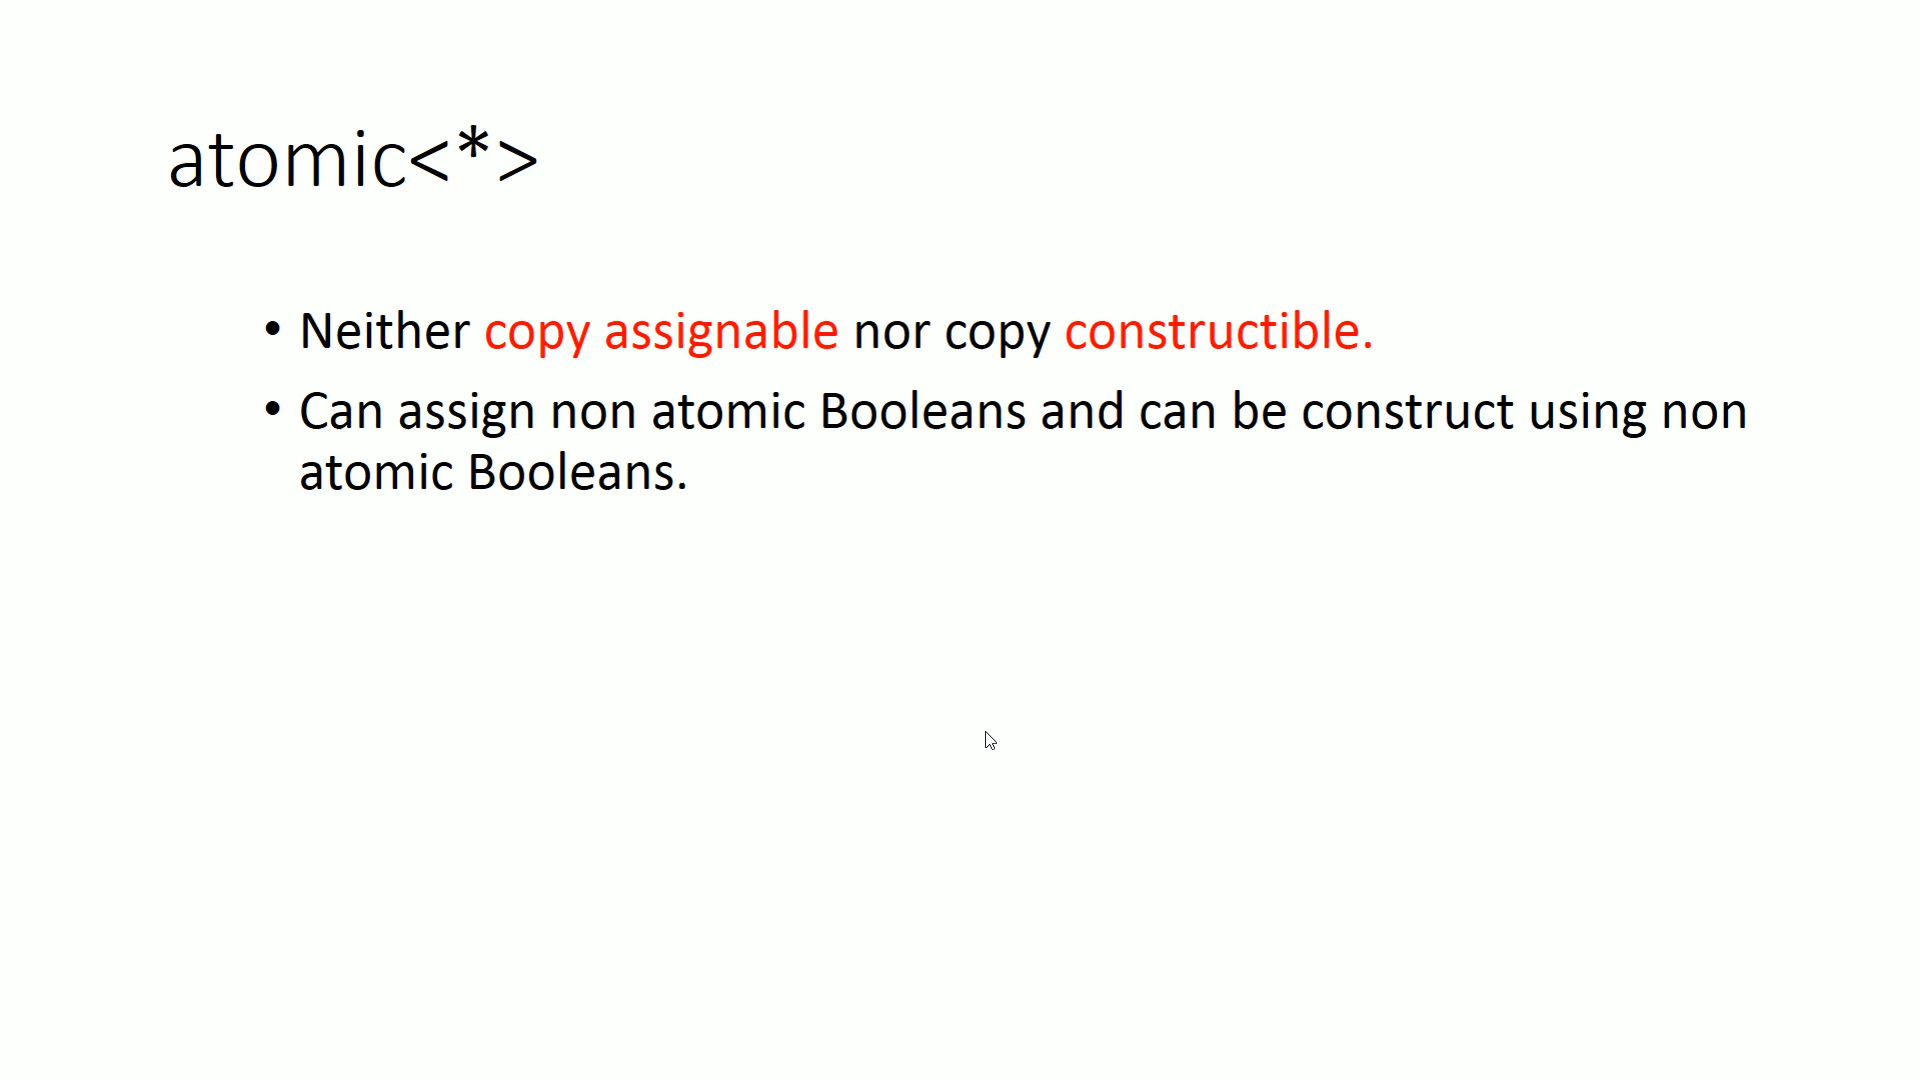 atomic<*>
• Neither copy assignable nor copy constructible.
• Can assign non atomic Booleans and can be construct using non
atomic Booleans.